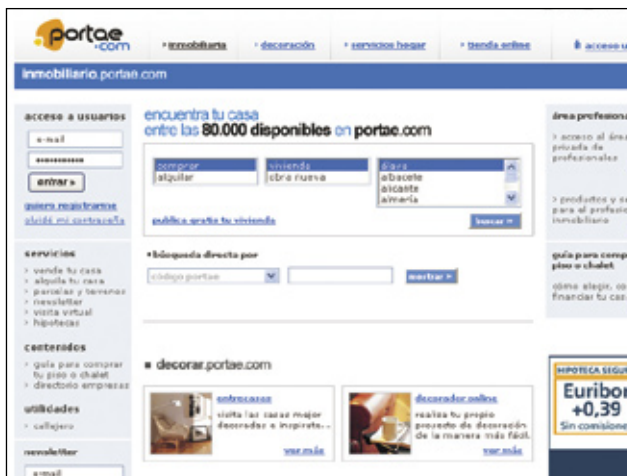 portae
.com
inmobiliaria
decoración
servicios hogar
tienda online
acceso u
inmobiliario.portae.com
acceso a usuarios
e-mail
entrar »
quiero registrarme
olvidé mi contraseña
servicios
> vende tu casa
> alquila tu casa
> parcelas y terrenos
> newsletter
> visita virtual
> hipotecas
contenidos
> guía para comprar
tu piso o chalet
> directorio empresas
utilidades
> callejero
newsletter
e-mail
encuentra tu casa
entre las 80.000 disponibles en portae.com
comprar
alquilar
vivienda
obra nueva
álava
albacete
alicante
almería
publica gratis tu vivienda
buscar »
búsqueda directa por
código portae
mostrar »
decorar.portae.com
entrecasas
visita las casas mejor
decoradas e inspírate...
ver más
decorador online
realiza tu propio
proyecto de decoración
de la manera más fácil.
ver más
área profesiona
> acceso al área
privada de
profesionales
> productos y se
para el profesio
inmobiliario
guía para comp
piso o chalet
cómo elegir, co
financiar tu cas
HIPOTECA SEGU
Euribor
+0,39
Sin comisione